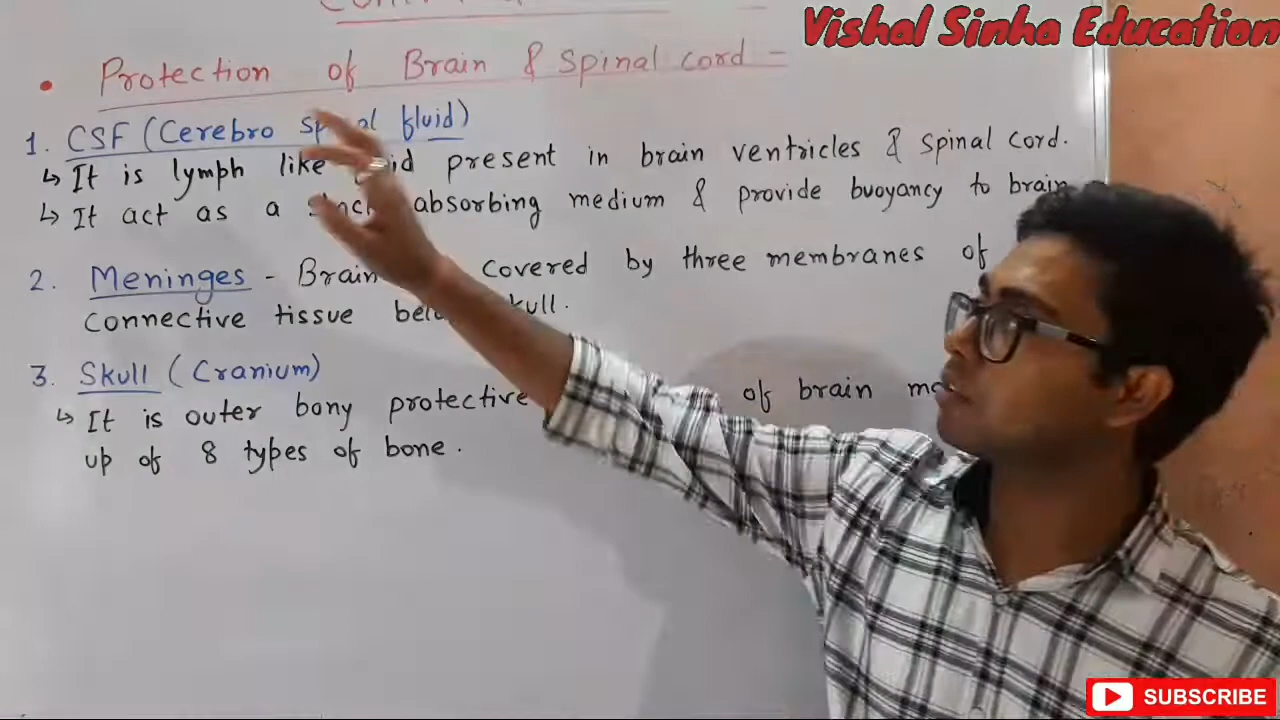 Vishal Sinha Education
• Protection of Brain & Spinal cord -
1. CSF (Cerebro fluid)
↳ It is lymph like present in brain ventricles & spinal cord.
↳ It act as a absorbing medium & provide buoyancy to brain
2. Meninges - Brain covered by three membranes of
connective tissue
3. Skull (Cranium)
↳ It is outer bony protective of brain
up of 8 types of bone.
SUBSCRIBE